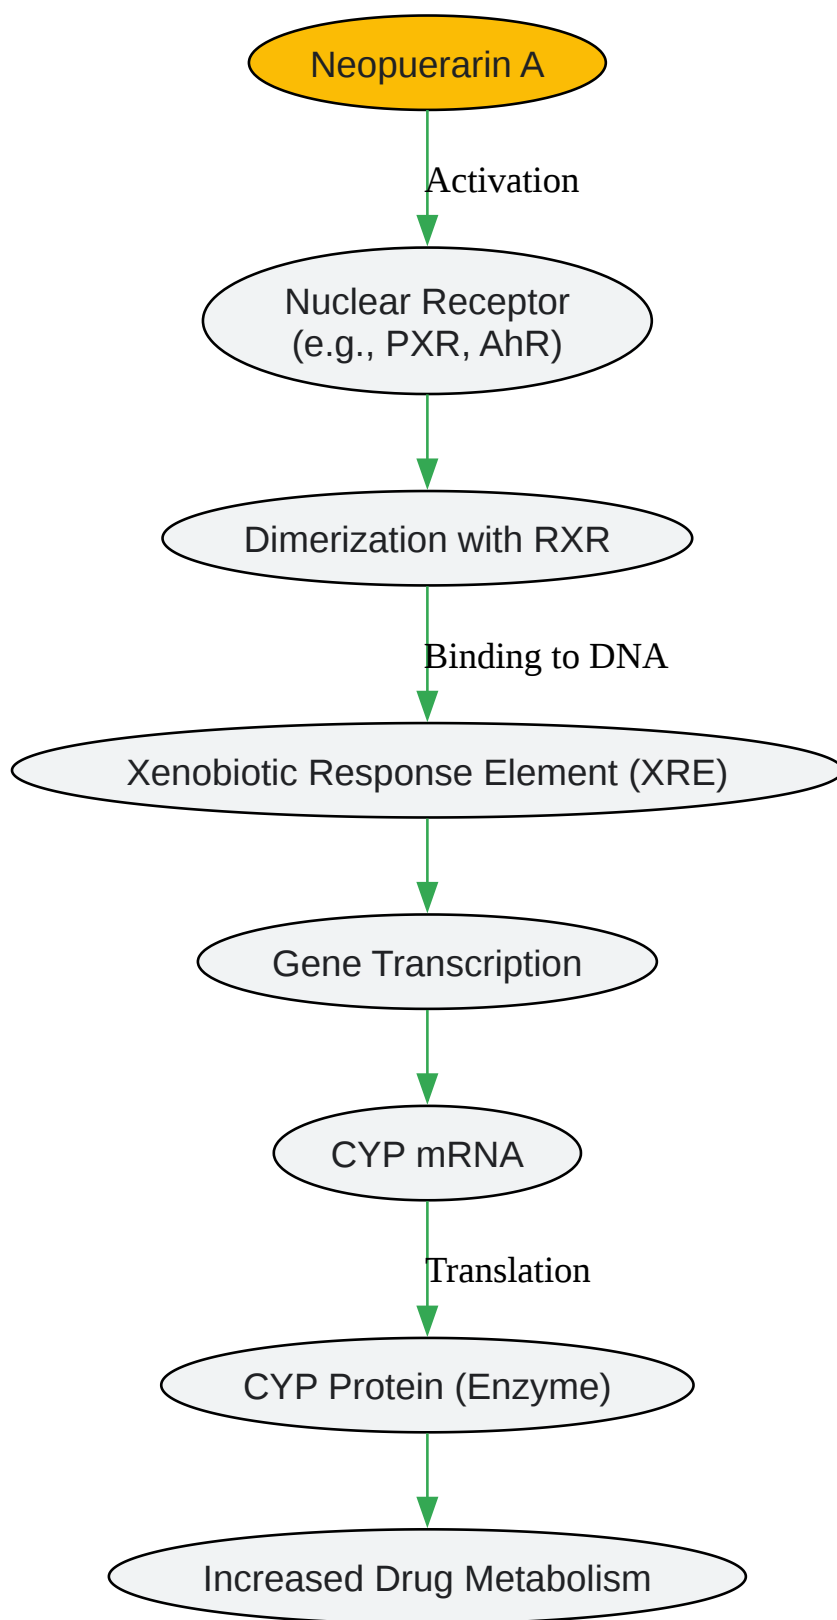 Neopuerarin A
Activation
Nuclear Receptor
(e.g., PXR, AhR)
Dimerization with RXR
Binding to DNA
Xenobiotic Response Element (XRE)
Gene Transcription
CYP mRNA
Translation
CYP Protein (Enzyme)
Increased Drug Metabolism